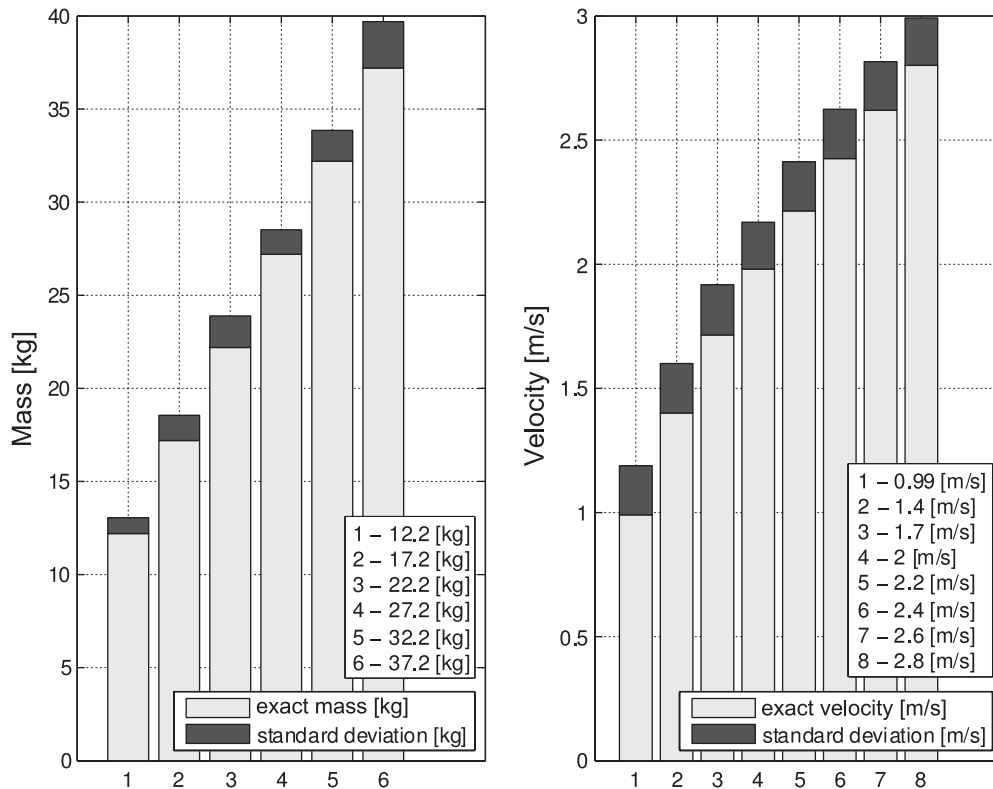 Mass [kg]
40
35
30
25
20
15
10
5
0
1 2 3 4 5 6
1 – 12.2 [kg]
2 – 17.2 [kg]
3 – 22.2 [kg]
4 – 27.2 [kg]
5 – 32.2 [kg]
6 – 37.2 [kg]
exact mass [kg]
standard deviation [kg]
Velocity [m/s]
3
2.5
2
1.5
1
0.5
0
1 2 3 4 5 6 7 8
1 – 0.99 [m/s]
2 – 1.4 [m/s]
3 – 1.7 [m/s]
4 – 2 [m/s]
5 – 2.2 [m/s]
6 – 2.4 [m/s]
7 – 2.6 [m/s]
8 – 2.8 [m/s]
exact velocity [m/s]
standard deviation [m/s]